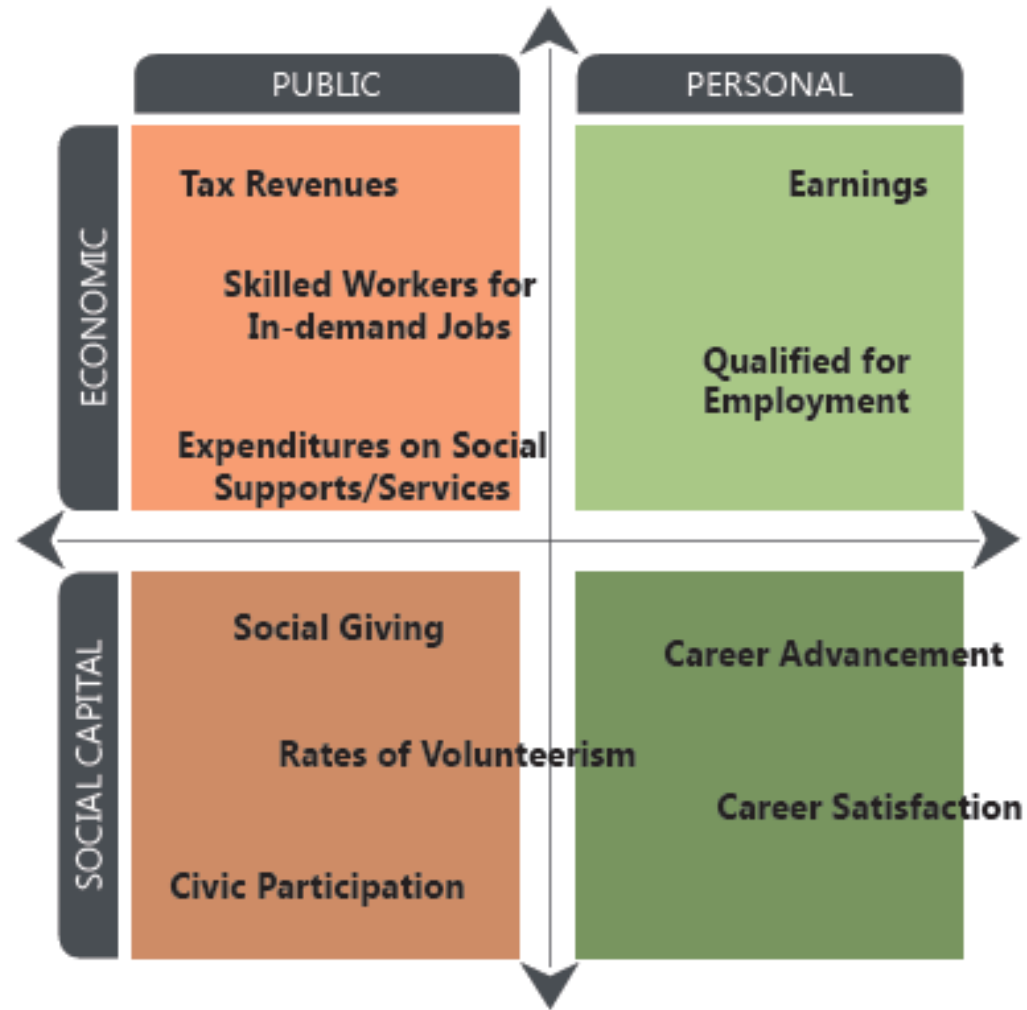 PUBLIC
PERSONAL
ECONOMIC
Tax Revenues
Skilled Workers for
In-demand Jobs
Expenditures on Social
Supports/Services
Earnings
Qualified for
Employment
SOCIAL CAPITAL
Social Giving
Rates of Volunteerism
Civic Participation
Career Advancement
Career Satisfaction